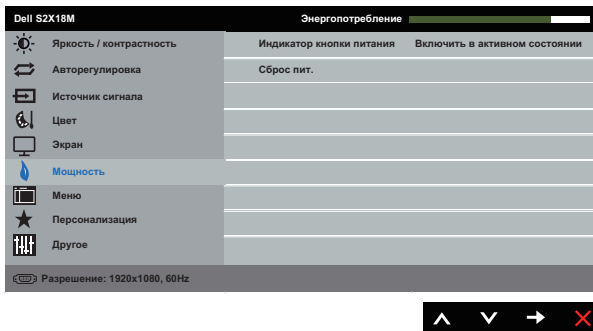 Dell S2X18M Энергопотребление
Яркость / контрастность Индикатор кнопки питания Включить в активном состоянии
Авторегулировка Сброс пит.
Источник сигнала
Цвет
Экран
Мощность
Меню
Персонализация
Другое
Разрешение: 1920x1080, 60Hz